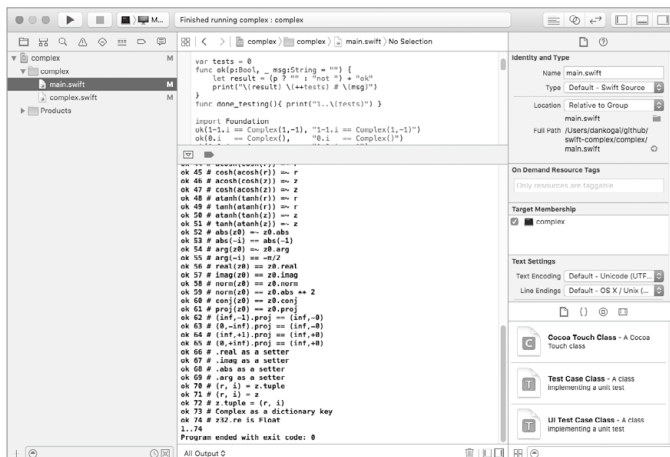 M...
Finished running complex : complex
complex
M
complex
main.swift
M
complex.swift
M
Products
complex
complex
main.swift
No Selection
var tests = 0
func ok(p:Bool, _ msg:String = "") {
let result = (p ? "" : "not ") + "ok"
print("\(result) \(++tests) # \(msg)")
}
func done_testing(){ print("1..\(tests)") }
import Foundation
ok(1-1.i == Complex(1,-1), "1-1.i == Complex(1,-1)")
ok(0.i == Complex(), "0.i == Complex()")
ok 44 # acosh(cosh(r)) =~ r
ok 45 # cosh(acosh(r)) =~ r
ok 46 # acosh(cosh(z)) =~ z
ok 47 # cosh(acosh(z)) =~ z
ok 48 # atanh(tanh(r)) =~ r
ok 49 # tanh(atanh(r)) =~ r
ok 50 # atanh(tanh(z)) =~ z
ok 51 # tanh(atanh(z)) =~ z
ok 52 # abs(z0) =~ z0.abs
ok 53 # abs(-i) == abs(-1)
ok 54 # arg(z0) =~ z0.arg
ok 55 # arg(-i) == -π/2
ok 56 # real(z0) == z0.real
ok 57 # imag(z0) == z0.imag
ok 58 # norm(z0) == z0.norm
ok 59 # norm(z0) == z0.abs ** 2
ok 60 # conj(z0) == z0.conj
ok 61 # proj(z0) == z0.proj
ok 62 # (inf,-1).proj == (inf,-0)
ok 63 # (0,-inf).proj == (inf,-0)
ok 64 # (inf,+1).proj == (inf,+0)
ok 65 # (0,+inf).proj == (inf,+0)
ok 66 # .real as a setter
ok 67 # .imag as a setter
ok 68 # .abs as a setter
ok 69 # .arg as a setter
ok 70 # (r, i) = z.tuple
ok 71 # (r, i) = z
ok 72 # z.tuple = (r, i)
ok 73 # Complex as a dictionary key
ok 74 # z32.re is Float
1..74
Program ended with exit code: 0
All Output
Identity and Type
Name main.swift
Type Default - Swift Source
Location Relative to Group
main.swift
Full Path /Users/dankogai/github/
swift-complex/complex/
main.swift
On Demand Resource Tags
Only resources are taggable
Target Membership
complex
Text Settings
Text Encoding Default - Unicode (UTF...
Line Endings Default - OS X / Unix (...
C
Cocoa Touch Class - A Cocoa
Touch class
T
Test Case Class - A class
implementing a unit test
T
UI Test Case Class - A class
implementing a unit test